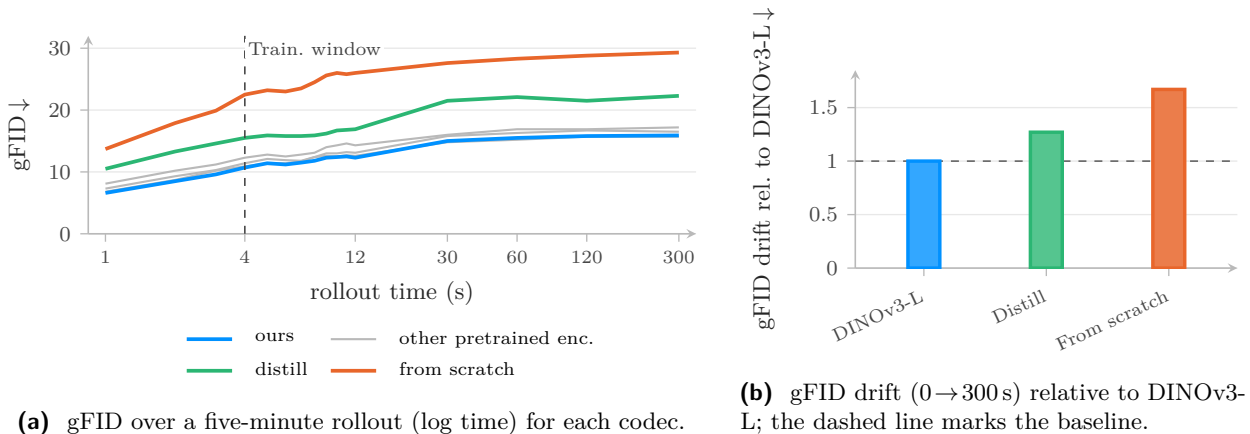 30
20
10
0
gFID ↓
Train. window
1
4
12
30
60
120
300
rollout time (s)
ours
other pretrained enc.
distill
from scratch
(a) gFID over a five-minute rollout (log time) for each codec.
gFID drift rel. to DINOv3-L ↓
1.5
1
0.5
0
DINOv3-L
Distill
From scratch
(b) gFID drift (0→300 s) relative to DINOv3-
L; the dashed line marks the baseline.